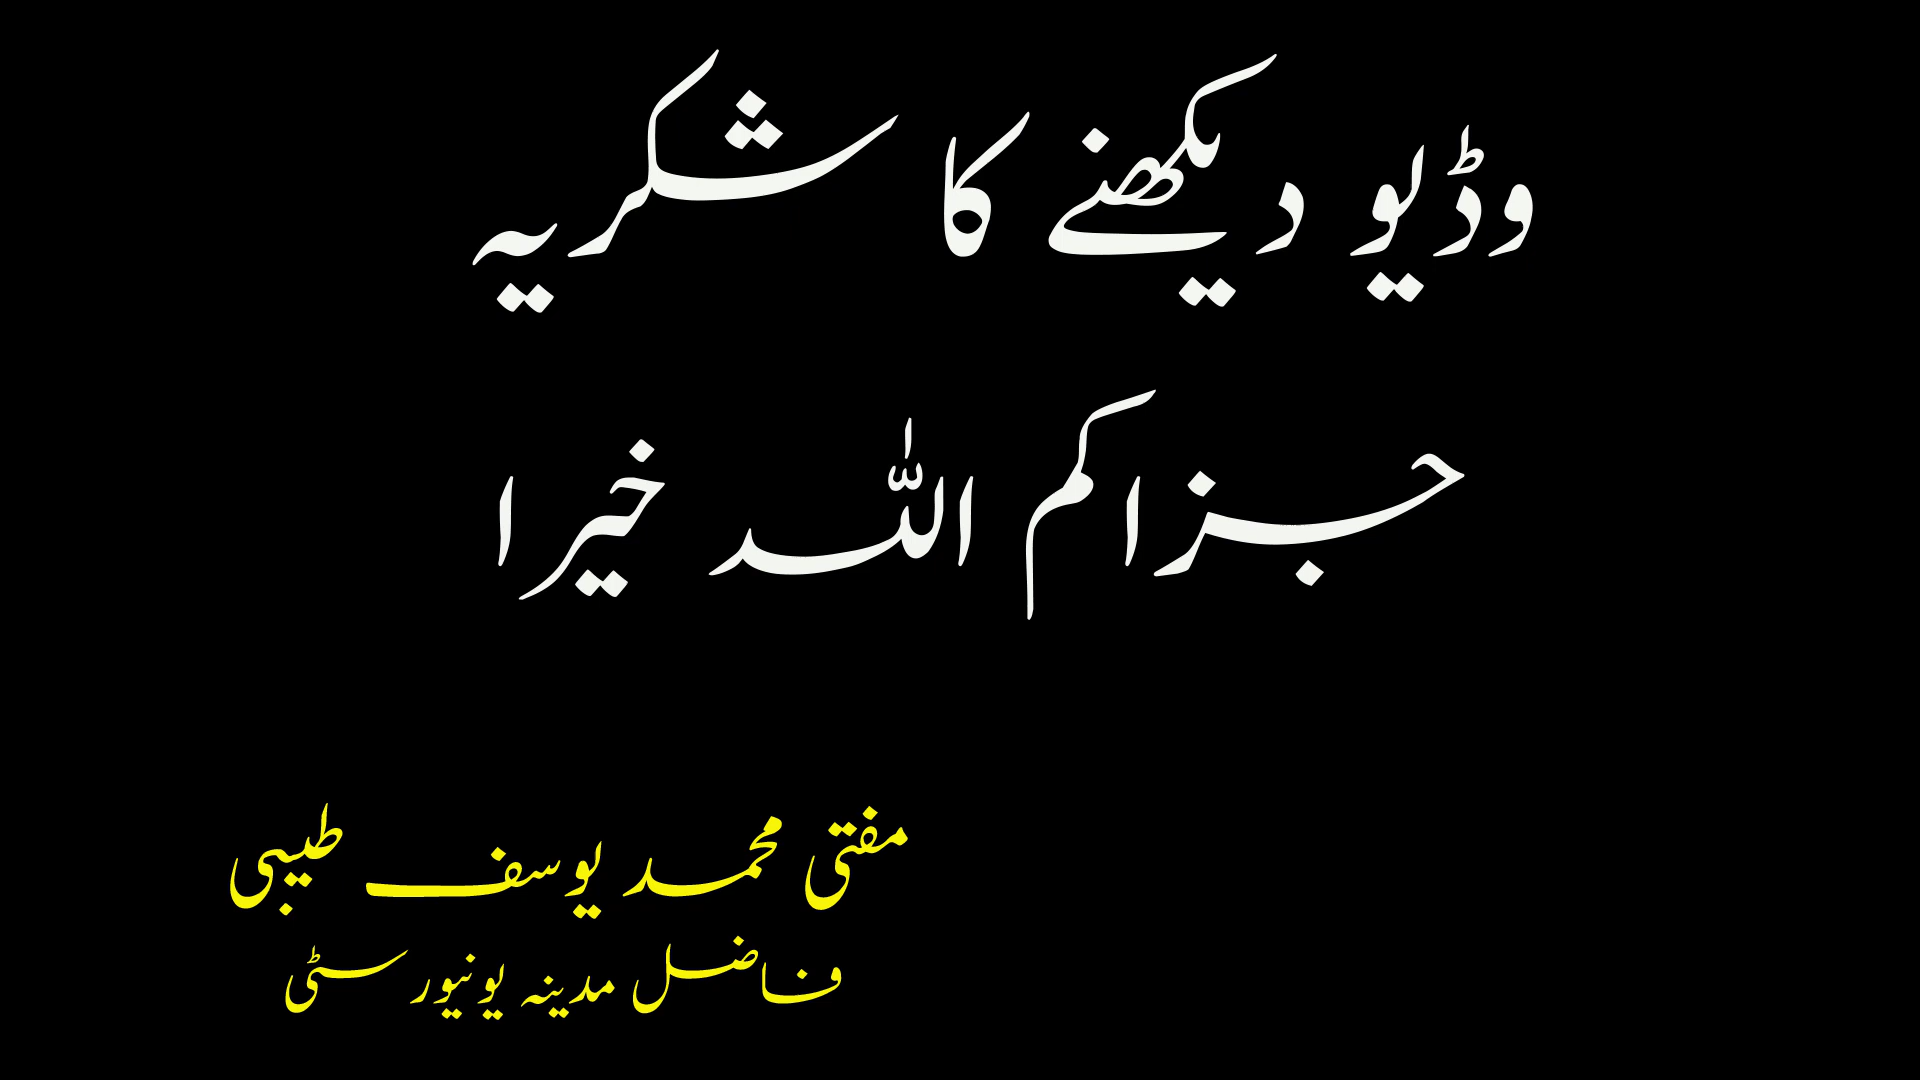 وڈیو دیکھنے کا شکریہ
جزاکم اللہ خیرا
مفتی محمد یوسف طیبی
فاضل مدینہ یونیورسٹی